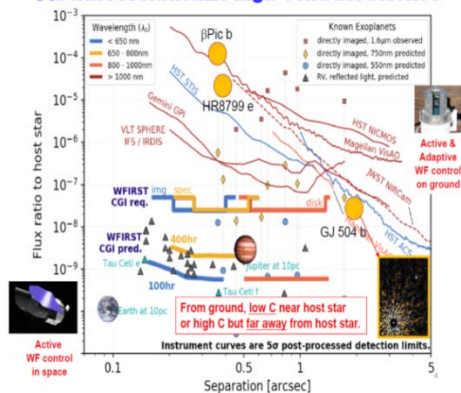 Wavelength (λ₀)
< 650 nm
650 - 800nm
800 - 1000nm
> 1000 nm
Known Exoplanets
directly imaged, 1.6μm observed
directly imaged, 750nm predicted
directly imaged, 550nm predicted
RV, reflected light, predicted
βPic b
HR8799 e
HST STIS
Gemini GPI
VLT SPHERE
IFS / IRDIS
HST NICMOS
Magellan VisAO
JWST NIRCam
HST ACS
GJ 504 b
WFIRST
CGI req.
img
spec
disk
WFIRST
CGI pred.
400hr
100hr
Tau Ceti e
Tau Ceti f
Jupiter at 10pc
Earth at 10pc
From ground, low C near host star
or high C but far away from host star.
Instrument curves are 5σ post-processed detection limits.
Flux ratio to host star
10⁻³
10⁻⁴
10⁻⁵
10⁻⁶
10⁻⁷
10⁻⁸
10⁻⁹
10⁻¹⁰
0.1
0.5
1
5
Separation [arcsec]
Active &
Adaptive
WF control
on ground
Active
WF control
in space